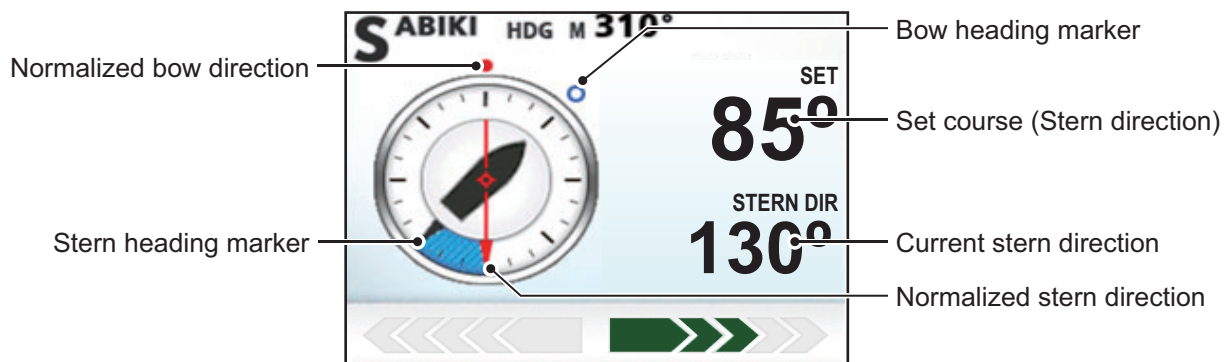 SABIKI HDG M 310°
Bow heading marker
Normalized bow direction
SET
85°
Set course (Stern direction)
STERN DIR
Stern heading marker
130°
Current stern direction
Normalized stern direction